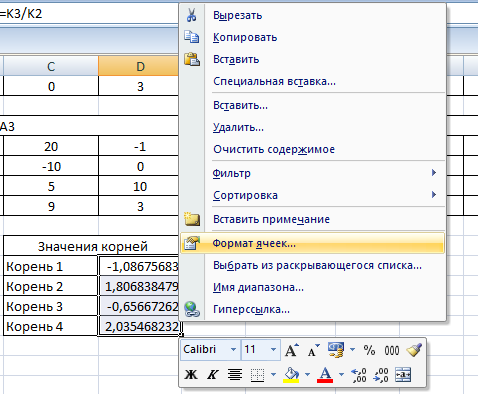 =K3/K2
C D
0 3
A3
20 -1
-10 0
5 10
9 3
Значения корней
Корень 1 -1,08675683
Корень 2 1,806838479
Корень 3 -0,65667262
Корень 4 2,035468232
Вырезать
Копировать
Вставить
Специальная вставка...
Вставить...
Удалить...
Очистить содержимое
Фильтр
Сортировка
Вставить примечание
Формат ячеек...
Выбрать из раскрывающегося списка...
Имя диапазона...
Гиперссылка...
Calibri 11 A A % 000
Ж К A ,0 ,00 ,00 ,0 a